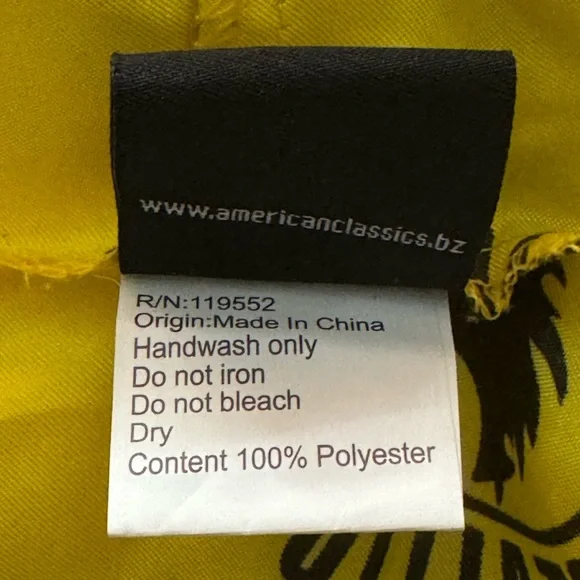 www.americanclassics.bz
R/N:119552
Origin:Made In China
Handwash only
Do not iron
Do not bleach
Dry
Content 100% Polyester